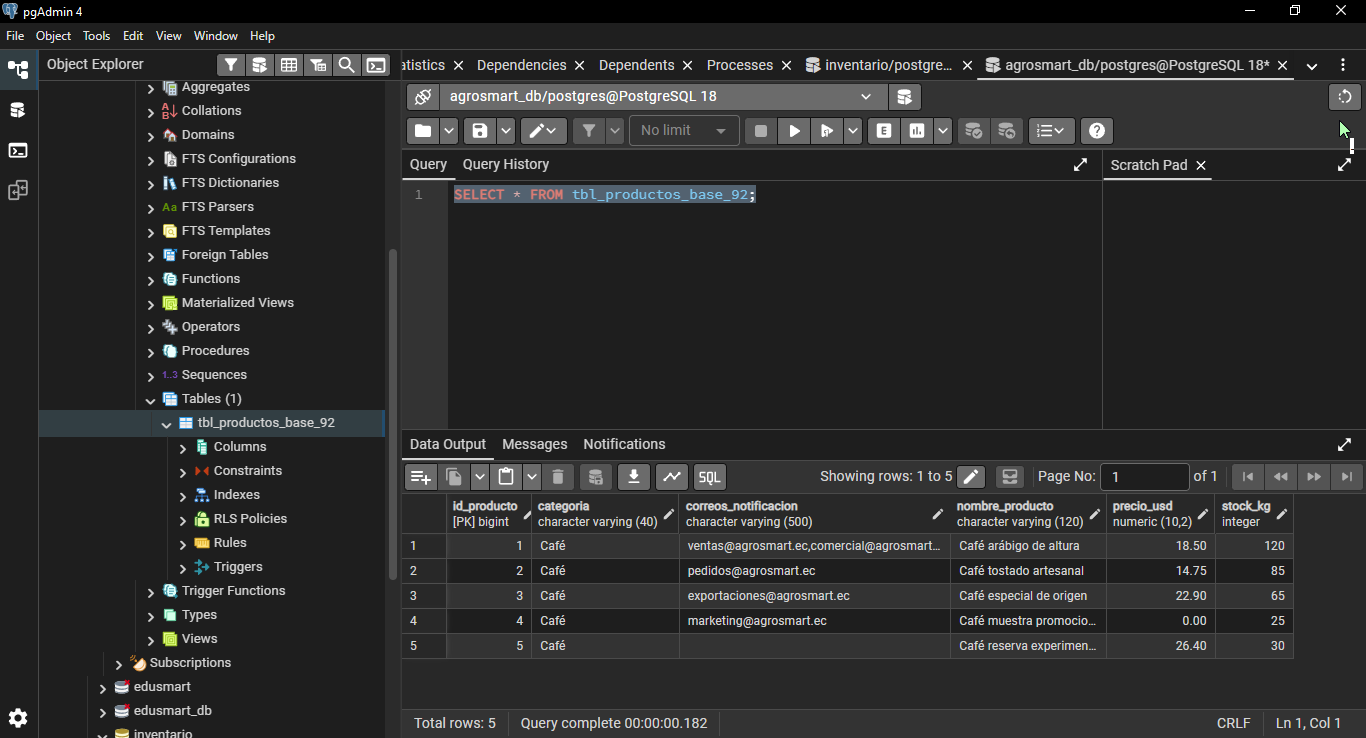 pgAdmin 4
File Object Tools Edit View Window Help
Object Explorer
atistics Dependencies Dependents Processes inventario/postgre... agrosmart_db/postgres@PostgreSQL 18*
agrosmart_db/postgres@PostgreSQL 18
No limit
E
SQL
Query Query History
Scratch Pad
1 SELECT * FROM tbl_productos_base_92;
Aggregates
Collations
Domains
FTS Configurations
FTS Dictionaries
Aa FTS Parsers
FTS Templates
Foreign Tables
Functions
Materialized Views
Operators
Procedures
1..3 Sequences
Tables (1)
tbl_productos_base_92
Columns
Constraints
Indexes
RLS Policies
Rules
Triggers
Trigger Functions
Types
Views
Subscriptions
edusmart
edusmart_db
inventario
Data Output Messages Notifications
Showing rows: 1 to 5 Page No: 1 of 1
id_producto categoria correos_notificacion nombre_producto precio_usd stock_kg
[PK] bigint character varying (40) character varying (500) character varying (120) numeric (10,2) integer
1 1 Café ventas@agrosmart.ec,comercial@agrosmart... Café arábigo de altura 18.50 120
2 2 Café pedidos@agrosmart.ec Café tostado artesanal 14.75 85
3 3 Café exportaciones@agrosmart.ec Café especial de origen 22.90 65
4 4 Café marketing@agrosmart.ec Café muestra promocio... 0.00 25
5 5 Café Café reserva experimen... 26.40 30
Total rows: 5 Query complete 00:00:00.182 CRLF Ln 1, Col 1